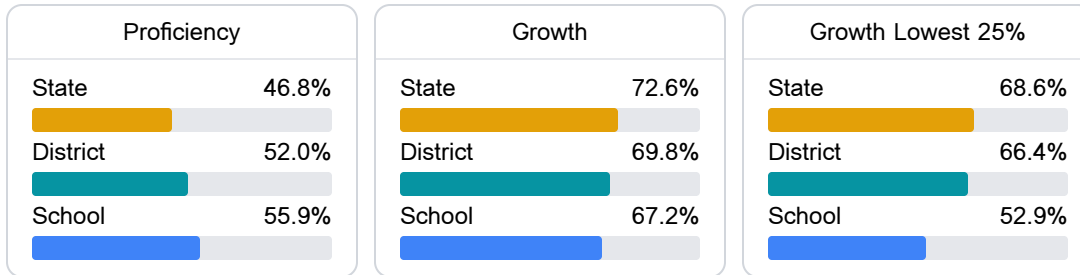 Proficiency
State 46.8%
District 52.0%
School 55.9%
Growth
State 72.6%
District 69.8%
School 67.2%
Growth Lowest 25%
State 68.6%
District 66.4%
School 52.9%